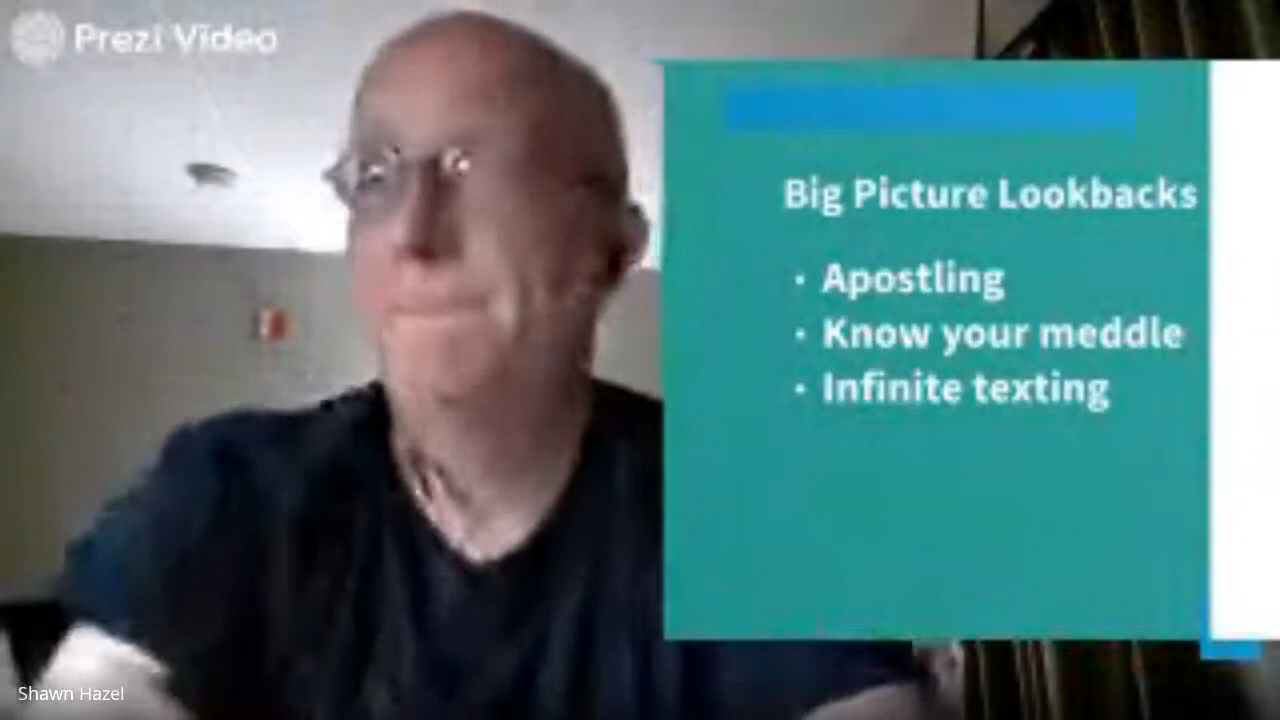 Prezi Video
Big Picture Lookbacks
· Apostling
· Know your meddle
· Infinite texting
Shawn Hazel